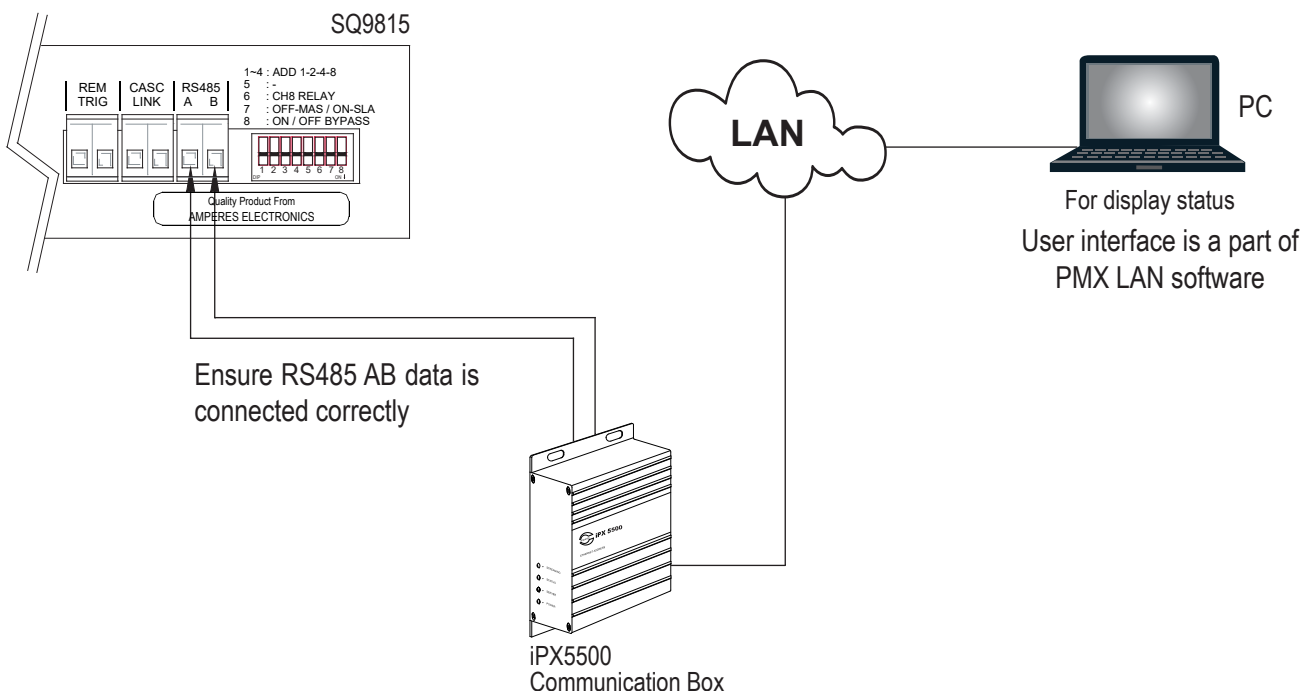 SQ9815
REM TRIG
CASC LINK
RS485
A B
1~4 : ADD 1-2-4-8
5 : -
6 : CH8 RELAY
7 : OFF-MAS / ON-SLA
8 : ON / OFF BYPASS
1 2 3 4 5 6 7 8
DIP ON
Quality Product From
AMPERES ELECTRONICS
LAN
PC
For display status
User interface is a part of
PMX LAN software
Ensure RS485 AB data is
connected correctly
iPX 5500
iPX5500
Communication Box